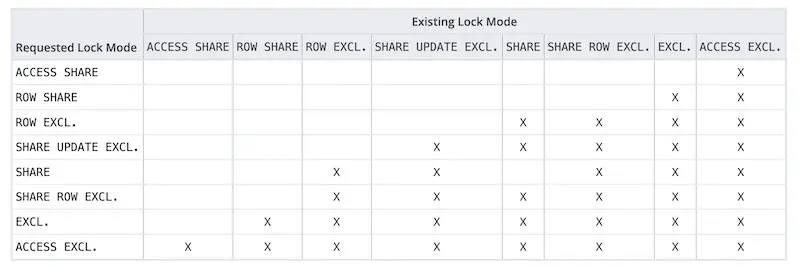 Existing Lock Mode
Requested Lock Mode ACCESS SHARE ROW SHARE ROW EXCL. SHARE UPDATE EXCL. SHARE SHARE ROW EXCL. EXCL. ACCESS EXCL.
ACCESS SHARE X
ROW SHARE X X
ROW EXCL. X X X X
SHARE UPDATE EXCL. X X X X X
SHARE X X X X X
SHARE ROW EXCL. X X X X X X
EXCL. X X X X X X X
ACCESS EXCL. X X X X X X X X